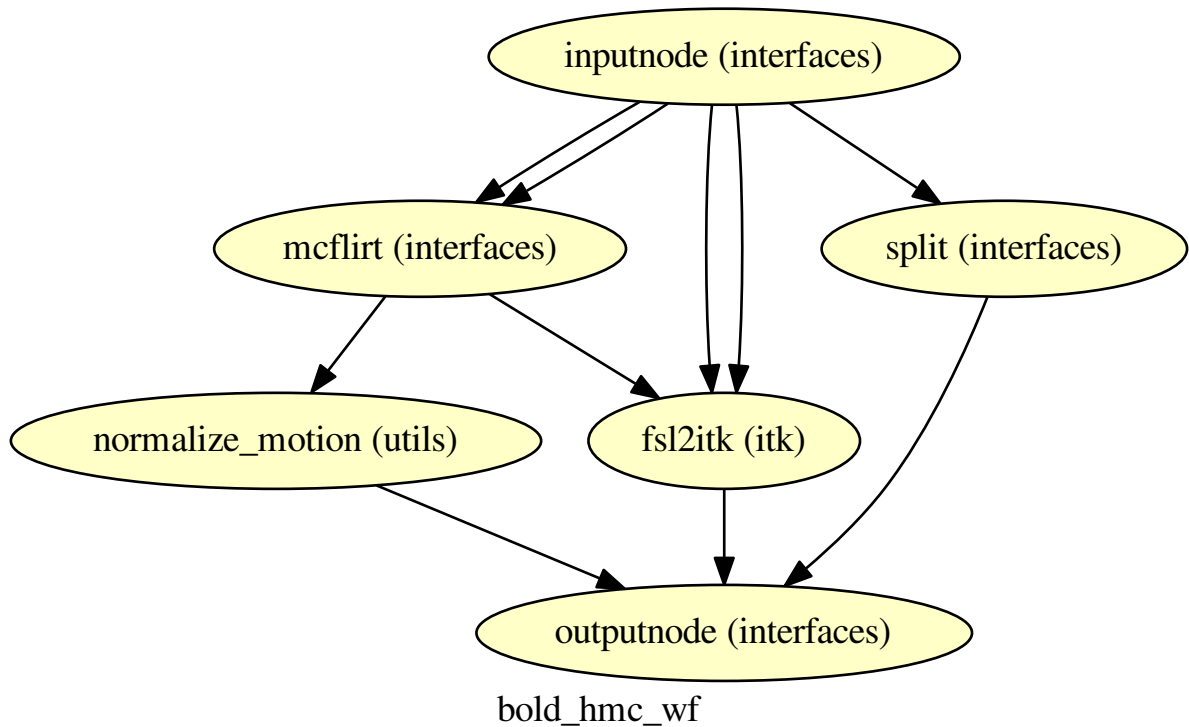 inputnode (interfaces)
mcflirt (interfaces)
split (interfaces)
normalize_motion (utils)
fsl2itk (itk)
outputnode (interfaces)
bold_hmc_wf